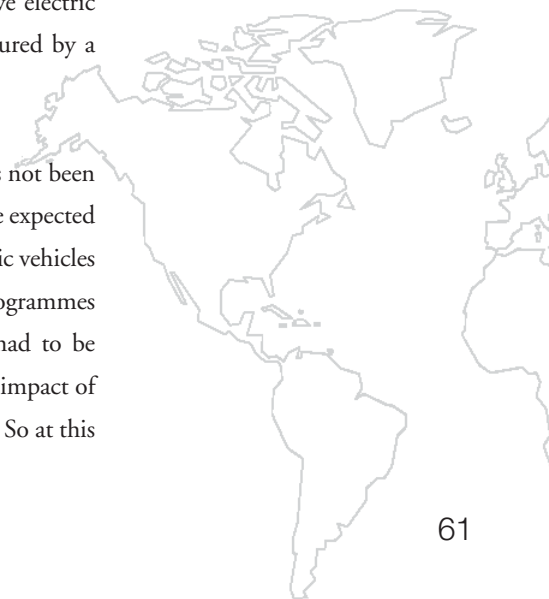 ve electric
ured by a
s not been
e expected
ic vehicles
ogrammes
had to be
impact of
So at this
61